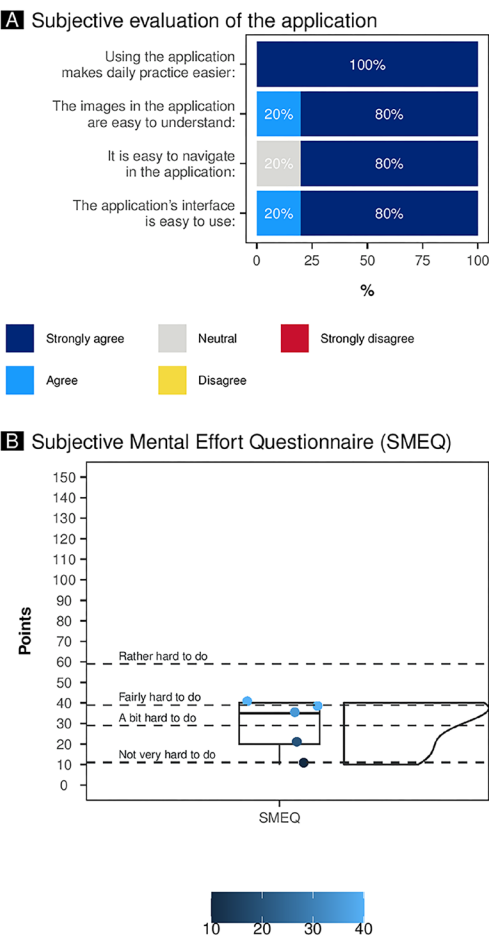 A Subjective evaluation of the application
Using the application
makes daily practice easier:
100%
The images in the application
are easy to understand:
20% 80%
It is easy to navigate
in the application:
20% 80%
The application's interface
is easy to use:
20% 80%
0 25 50 75 100
%
Strongly agree Neutral Strongly disagree
Agree Disagree
B Subjective Mental Effort Questionnaire (SMEQ)
150
140
130
120
110
100
90
80
70
Rather hard to do
60
50
Fairly hard to do
40
A bit hard to do
30
20
Not very hard to do
10
0
Points
SMEQ
10 20 30 40